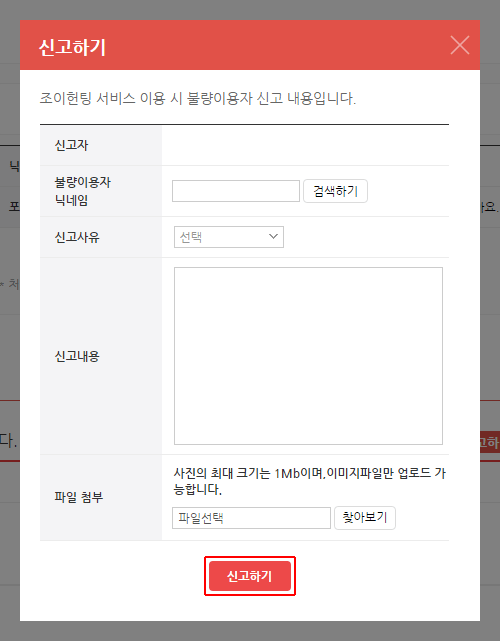 신고하기
조이헌팅 서비스 이용 시 불량이용자 신고 내용입니다.
신고자
불량이용자
닉네임
검색하기
신고사유
선택
신고내용
파일 첨부
사진의 최대 크기는 1Mb이며,이미지파일만 업로드 가
능합니다.
파일선택
찾아보기
신고하기